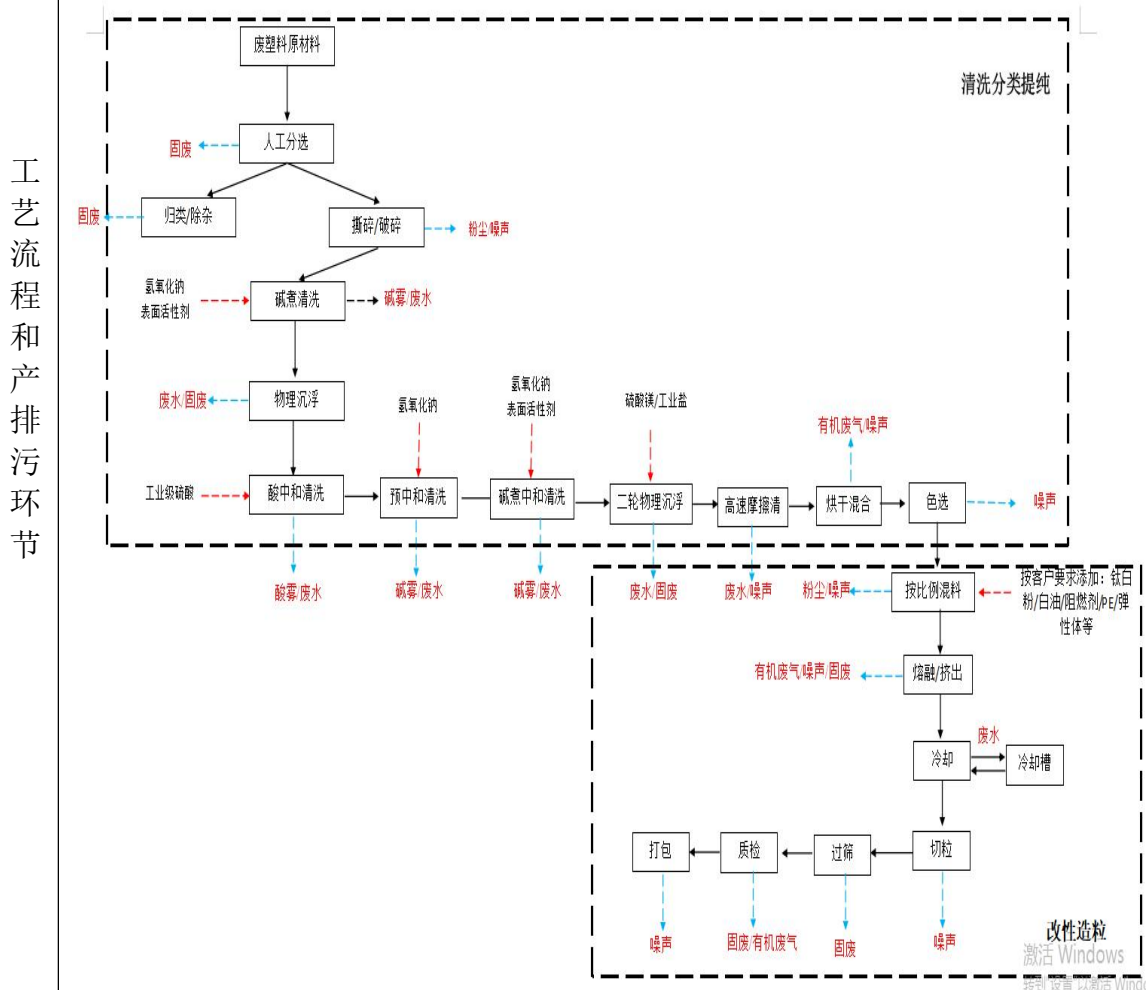 工艺流程和产排污环节
废塑料原材料
清洗分类提纯
人工分选
固废
归类/除杂
固废
撕碎/破碎
粉尘/噪声
氢氧化钠
表面活性剂
碱煮清洗
碱雾/废水
物理沉浮
废水/固废
氢氧化钠
氢氧化钠
表面活性剂
硫酸镁/工业盐
有机废气/噪声
工业级硫酸
酸中和清洗
预中和清洗
碱煮中和清洗
二轮物理沉浮
高速摩擦清
烘干混合
色选
噪声
酸雾/废水
碱雾/废水
碱雾/废水
废水/固废
废水/噪声
粉尘/噪声
按比例混料
按客户要求添加：钛白
粉/白油/阻燃剂/PE/弹
性体等
有机废气/噪声/固废
熔融/挤出
冷却
废水
冷却槽
打包
质检
过筛
切粒
噪声
固废/有机废气
固废
噪声
改性造粒
激活 Windows
转到"设置"以激活 Wind